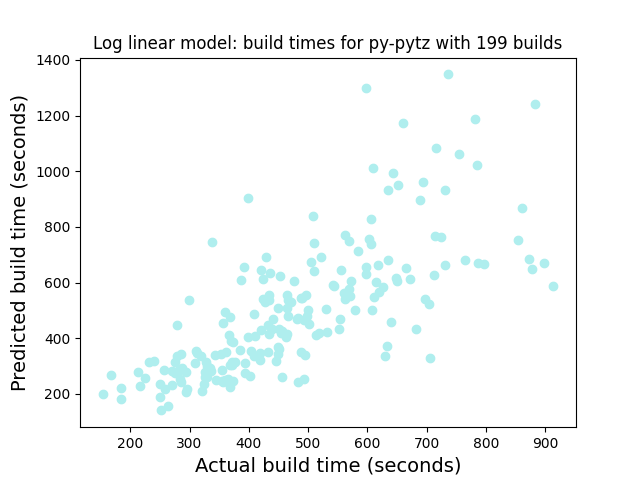 Log linear model: build times for py-pytz with 199 builds
1400
1200
1000
800
600
400
200
Predicted build time (seconds)
200 300 400 500 600 700 800 900
Actual build time (seconds)